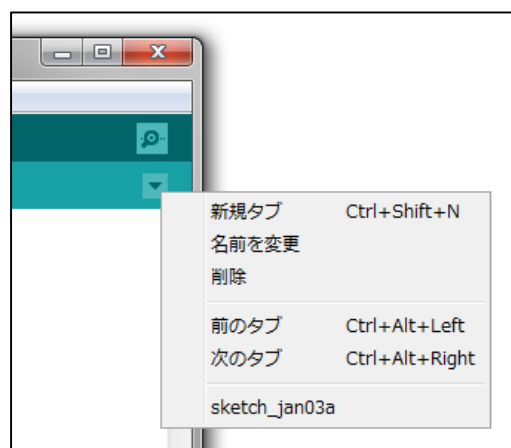 新規タブ Ctrl+Shift+N
名前を変更
削除
前のタブ Ctrl+Alt+Left
次のタブ Ctrl+Alt+Right
sketch_jan03a